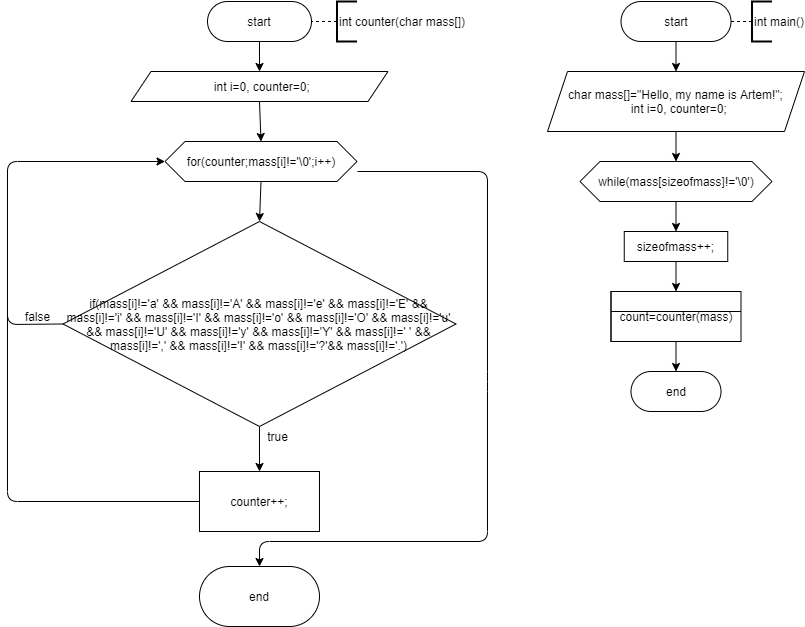 start
int counter(char mass[])
int i=0, counter=0;
for(counter;mass[i]!='\0';i++)
if(mass[i]!='a' && mass[i]!='A' && mass[i]!='e' && mass[i]!='E' &&
mass[i]!='i' && mass[i]!='I' && mass[i]!='o' && mass[i]!='O' && mass[i]!='u'
&& mass[i]!='U' && mass[i]!='y' && mass[i]!='Y' && mass[i]!=' ' &&
mass[i]!=',' && mass[i]!='!' && mass[i]!='?'&& mass[i]!='.')
false
true
counter++;
end
start
int main()
char mass[]="Hello, my name is Artem!";
int i=0, counter=0;
while(mass[sizeofmass]!='\0')
sizeofmass++;
count=counter(mass)
end